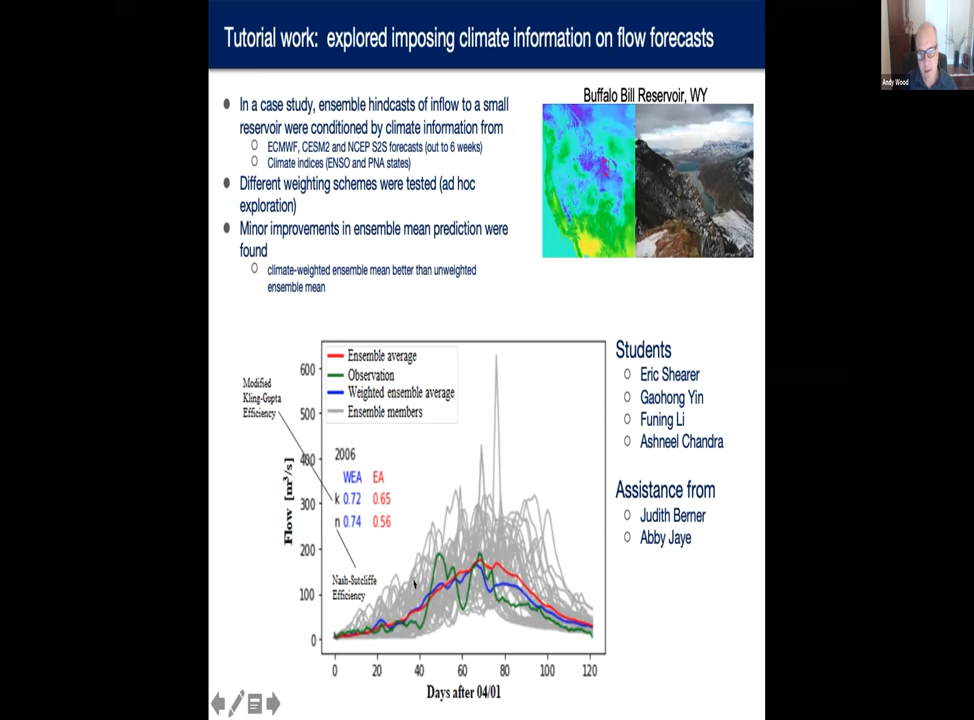 Tutorial work: explored imposing climate information on flow forecasts
Andy Wood
In a case study, ensemble hindcasts of inflow to a small
reservoir were conditioned by climate information from
ECMWF, CESM2 and NCEP S2S forecasts (out to 6 weeks)
Climate indices (ENSO and PNA states)
Different weighting schemes were tested (ad hoc
exploration)
Minor improvements in ensemble mean prediction were
found
climate-weighted ensemble mean better than unweighted
ensemble mean
Buffalo Bill Reservoir, WY
Modified
Kling-Gupta
Efficiency
Ensemble average
Observation
Weighted ensemble average
Ensemble members
2006
WEA EA
k 0.72 0.65
n 0.74 0.56
Nash-Sutcliffe
Efficiency
Flow [m³/s]
600
500
400
300
200
100
0
0 20 40 60 80 100 120
Days after 04/01
Students
Eric Shearer
Gaohong Yin
Funing Li
Ashneel Chandra
Assistance from
Judith Berner
Abby Jaye